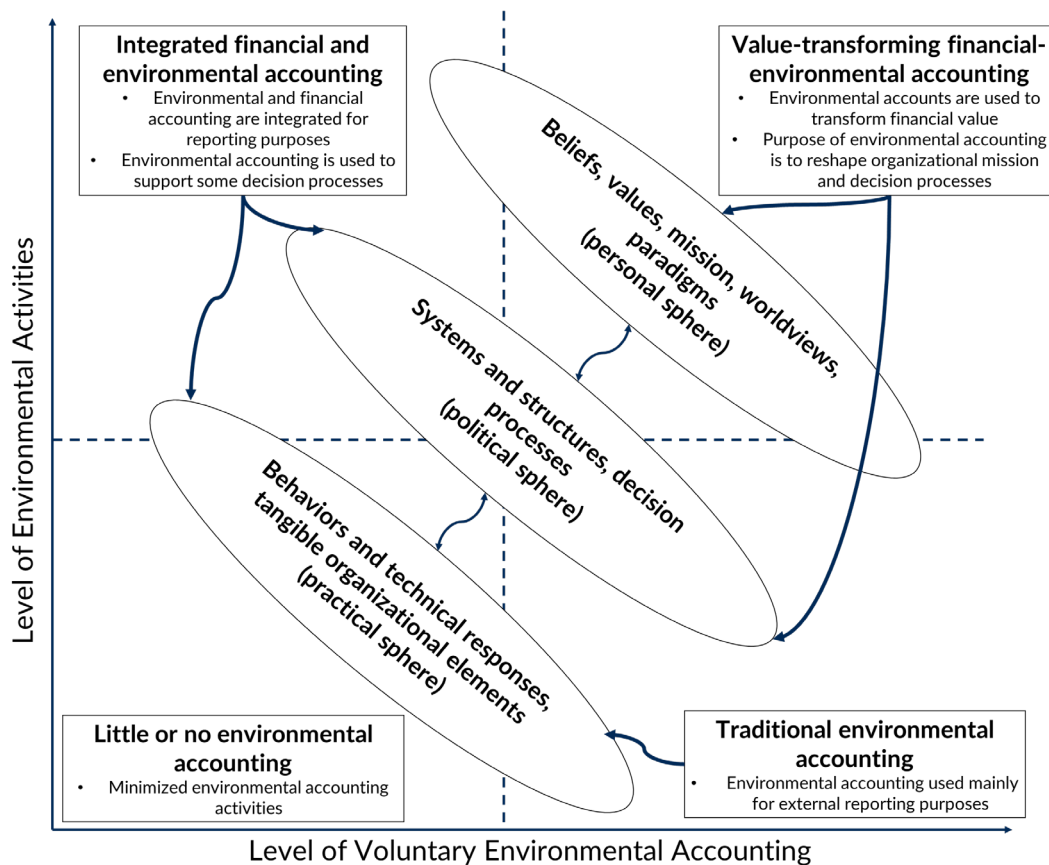 Integrated financial and
environmental accounting
• Environmental and financial
accounting are integrated for
reporting purposes
• Environmental accounting is used to
support some decision processes
Value-transforming financial-
environmental accounting
• Environmental accounts are used to
transform financial value
• Purpose of environmental accounting
is to reshape organizational mission
and decision processes
Beliefs, values, mission, worldviews,
paradigms
(personal sphere)
Systems and structures, decision
processes
(political sphere)
Behaviors and technical responses,
tangible organizational elements
(practical sphere)
Little or no environmental
accounting
• Minimized environmental accounting
activities
Traditional environmental
accounting
• Environmental accounting used mainly
for external reporting purposes
Level of Environmental Activities
Level of Voluntary Environmental Accounting